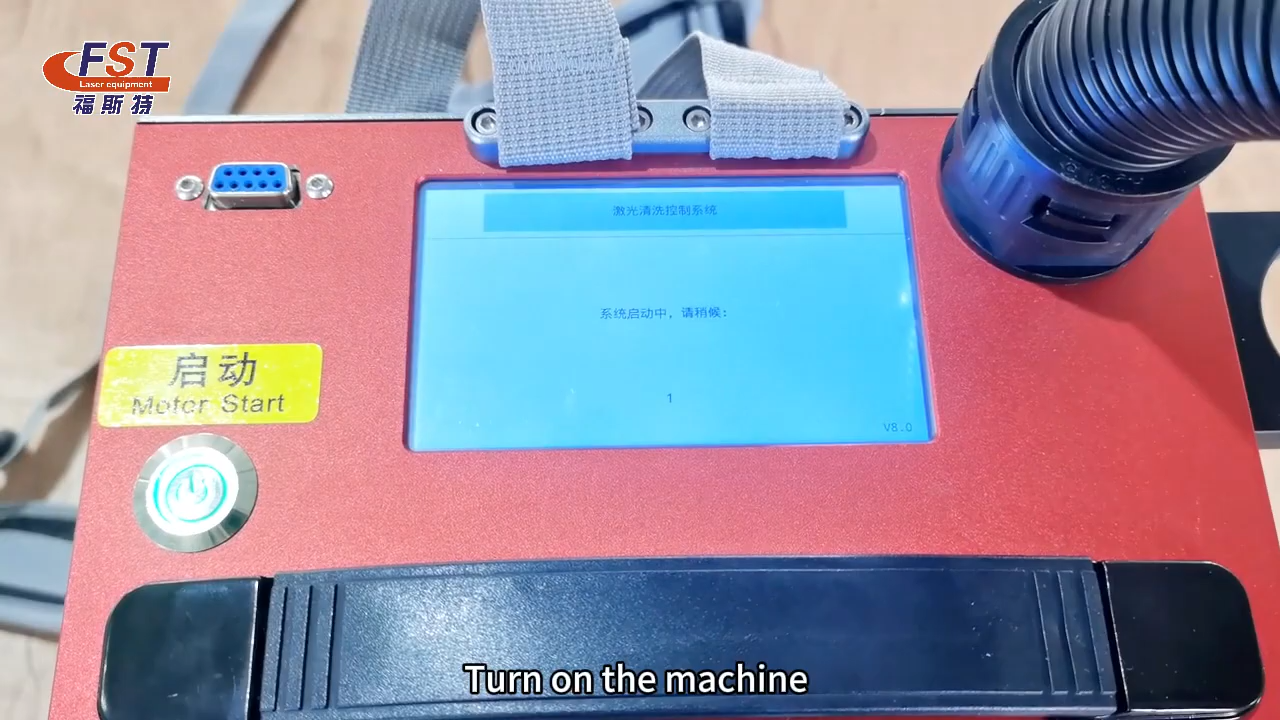 FST
Laser equipment
福斯特
激光清洗控制系统
系统启动中，请稍候：
1
V8.0
启动
Motor Start
Turn on the machine